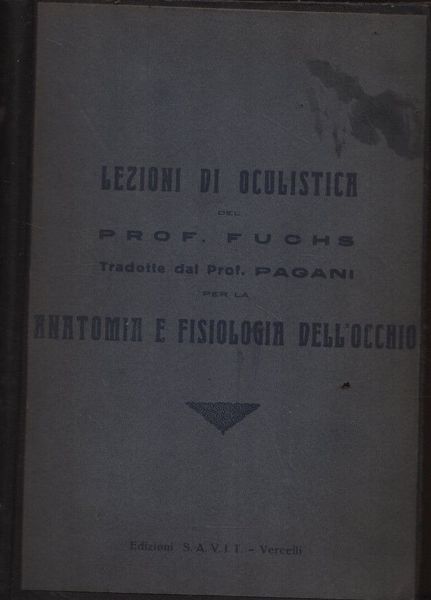 LEZIONI DI OCULISTICA
DEL
PROF. FUCHS
Tradotte dal Prof. PAGANI
PER LA
ANATOMIA E FISIOLOGIA DELL'OCCHIO
Edizioni S. A. V. I T. - Vercelli